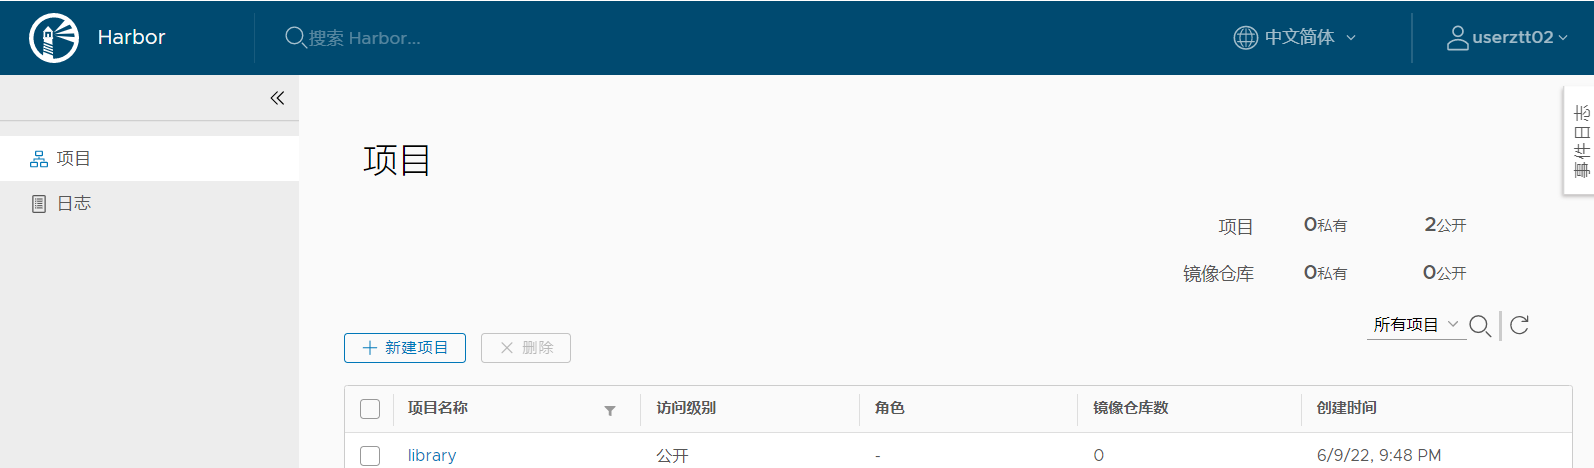 Harbor
搜索 Harbor...
中文简体
userztt02
项目
日志
项目
事件日志
项目 0私有 2公开
镜像仓库 0私有 0公开
所有项目
新建项目
删除
项目名称 访问级别 角色 镜像仓库数 创建时间
library 公开 - 0 6/9/22, 9:48 PM